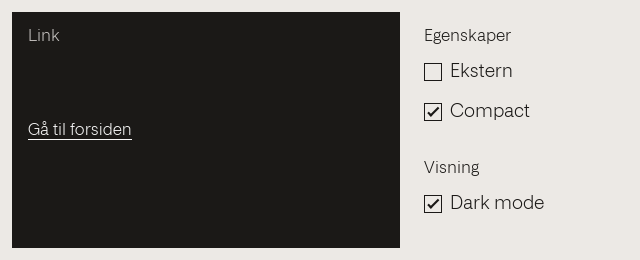 Link
Gå til forsiden
Egenskaper
Ekstern
Compact
Visning
Dark mode